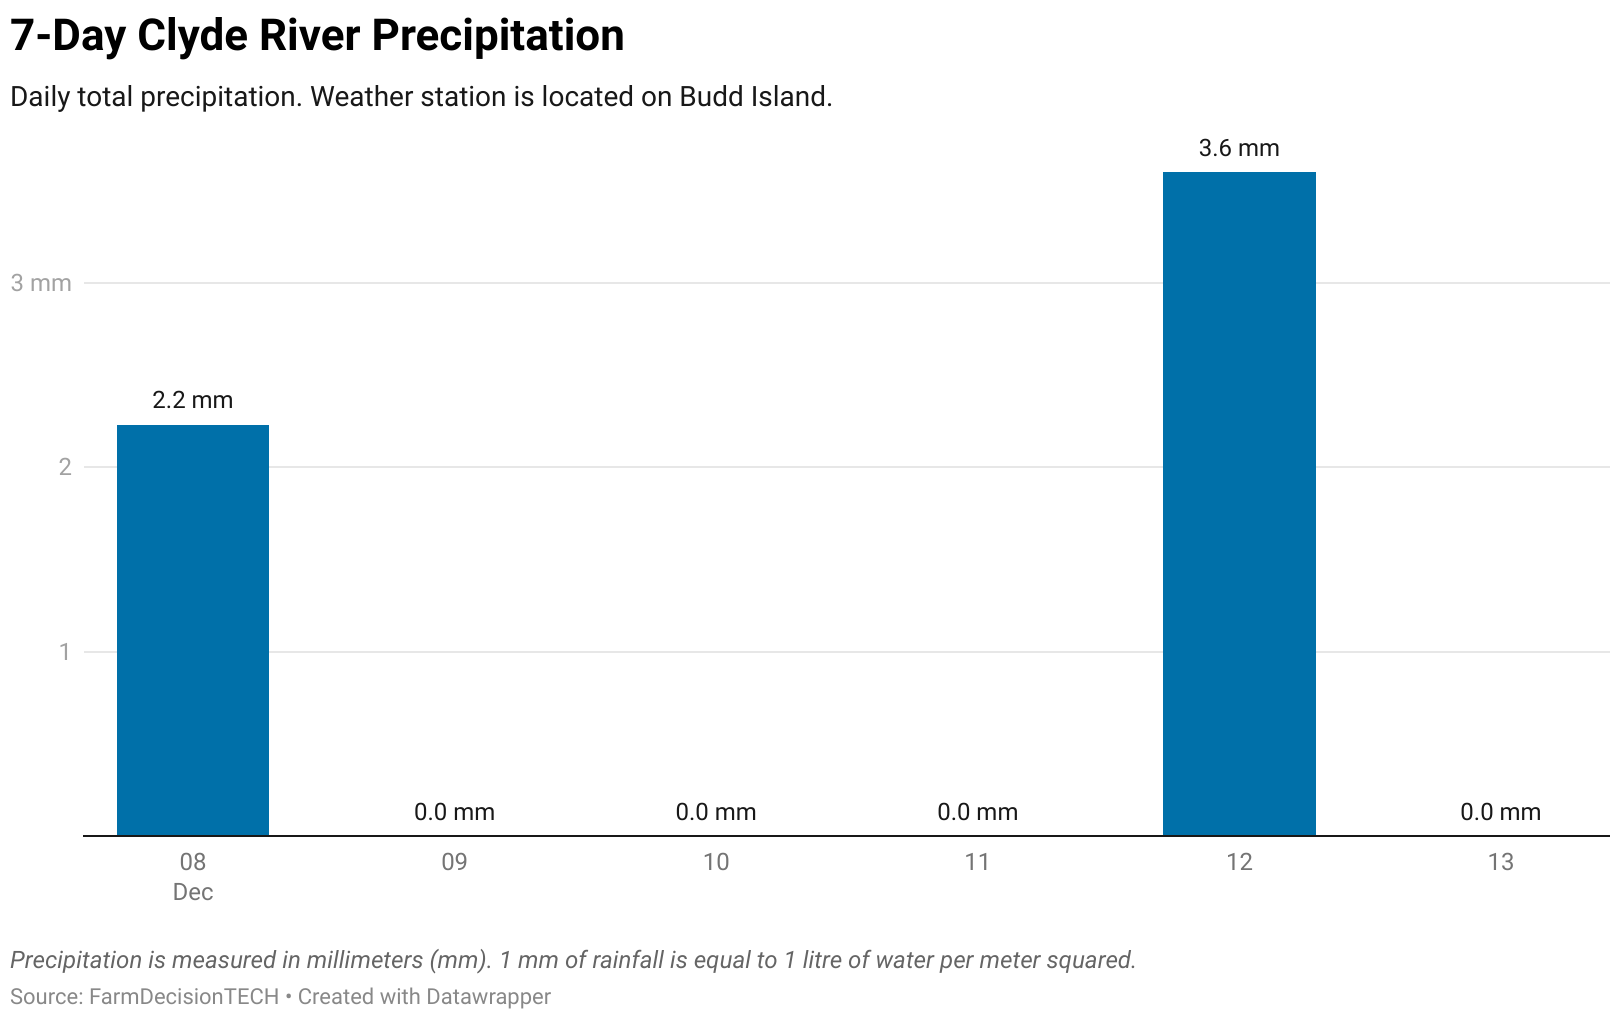 7-Day Clyde River Precipitation
Daily total precipitation. Weather station is located on Budd Island.
3.6 mm
3 mm
2.2 mm
2
1
0.0 mm
0.0 mm
0.0 mm
0.0 mm
08
09
10
11
12
13
Dec
Precipitation is measured in millimeters (mm). 1 mm of rainfall is equal to 1 litre of water per meter squared.
Source: FarmDecisionTECH • Created with Datawrapper